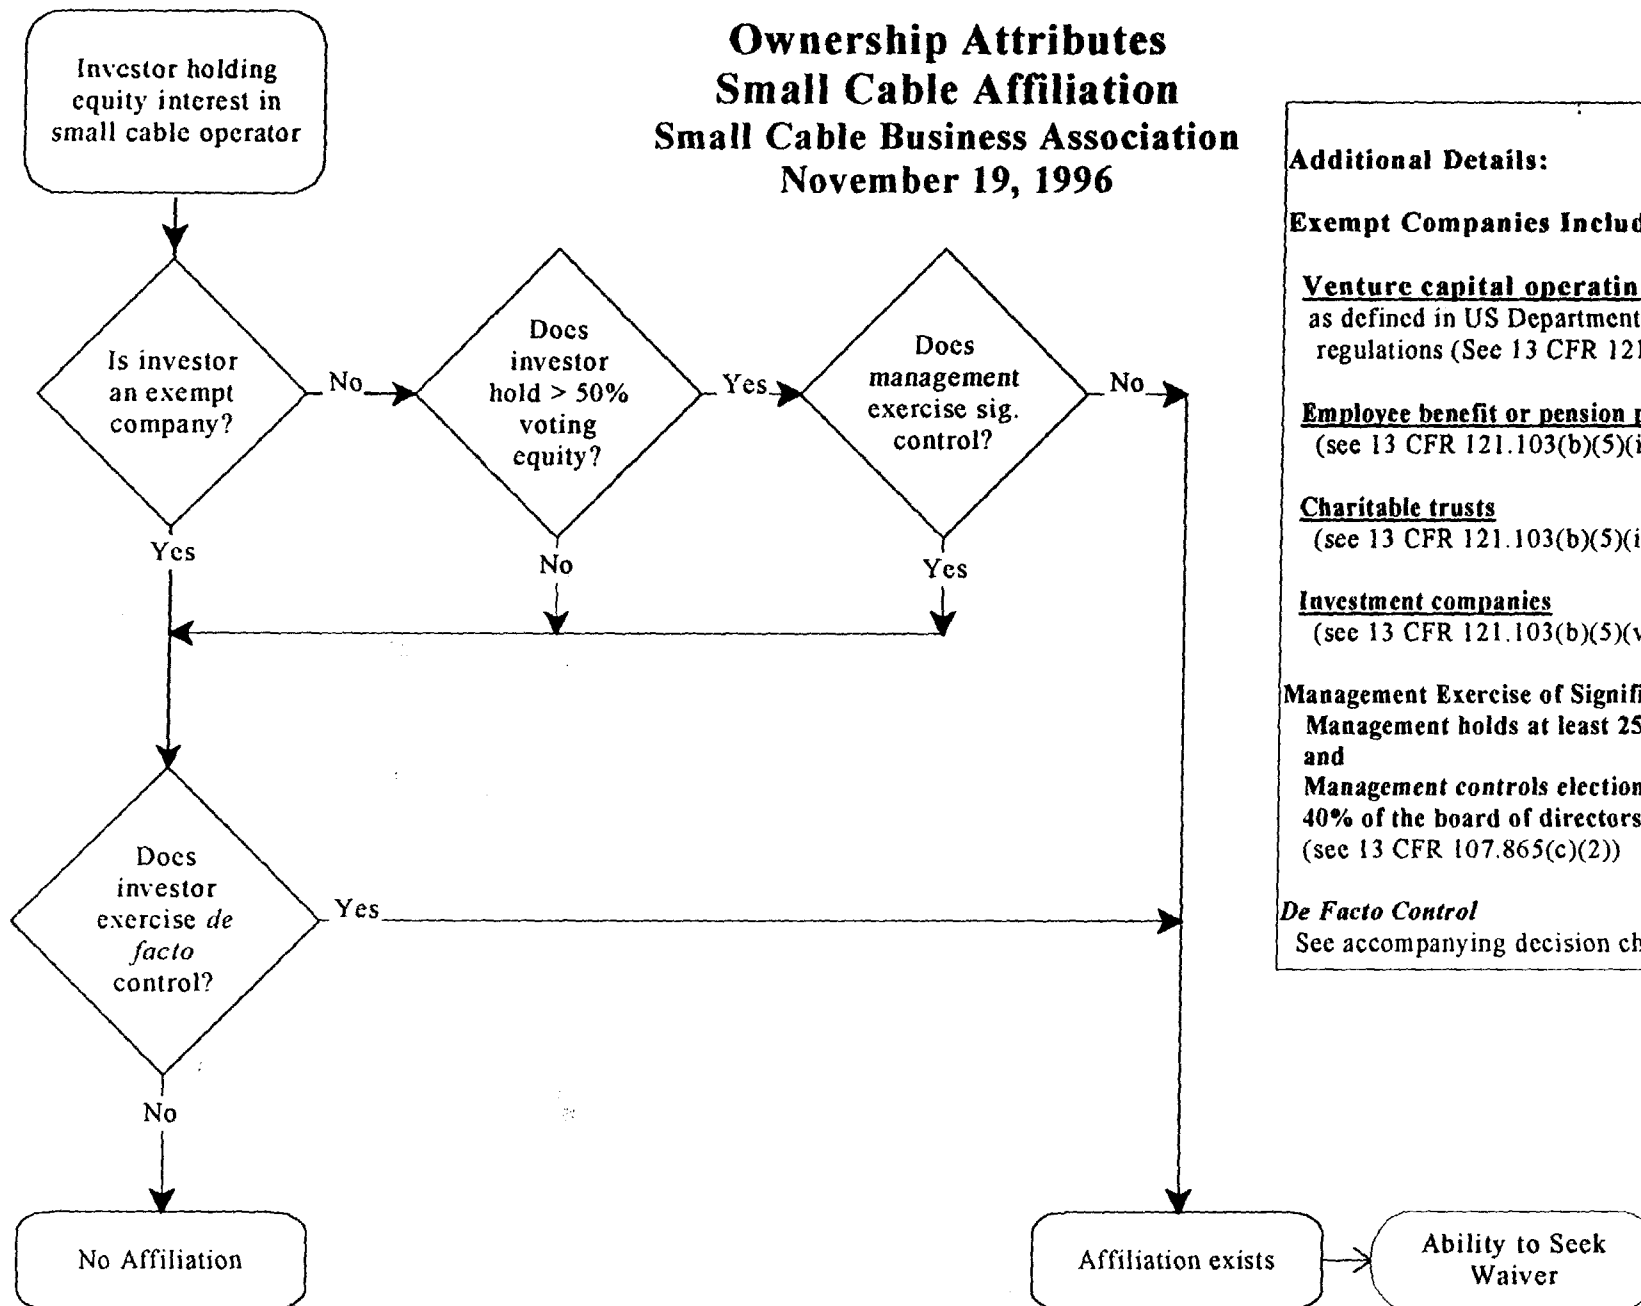 Ownership Attributes
Small Cable Affiliation
Small Cable Business Association
November 19, 1996
Investor holding
equity interest in
small cable operator
Is investor
an exempt
company?
No
Yes
Does
investor
hold > 50%
voting
equity?
Yes
No
Does
management
exercise sig.
control?
No
Yes
Does
investor
exercise de
facto
control?
Yes
No
No Affiliation
Affiliation exists
Ability to Seek
Waiver
Additional Details:
Exempt Companies Includ
Venture capital operatin
as defined in US Department
regulations (See 13 CFR 121
Employee benefit or pension p
(see 13 CFR 121.103(b)(5)(i
Charitable trusts
(see 13 CFR 121.103(b)(5)(i
Investment companies
(see 13 CFR 121.103(b)(5)(v
Management Exercise of Signifi
Management holds at least 25
and
Management controls election
40% of the board of directors
(see 13 CFR 107.865(c)(2))
De Facto Control
See accompanying decision ch